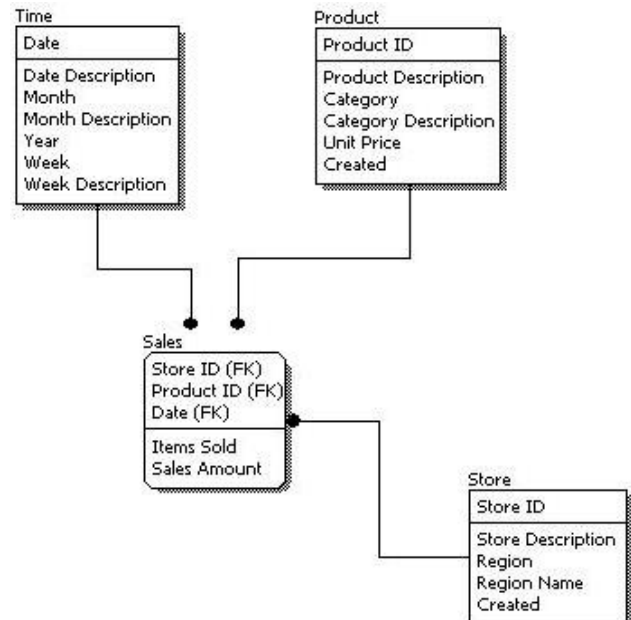 Time
Date
Date Description
Month
Month Description
Year
Week
Week Description
Product
Product ID
Product Description
Category
Category Description
Unit Price
Created
Sales
Store ID (FK)
Product ID (FK)
Date (FK)
Items Sold
Sales Amount
Store
Store ID
Store Description
Region
Region Name
Created